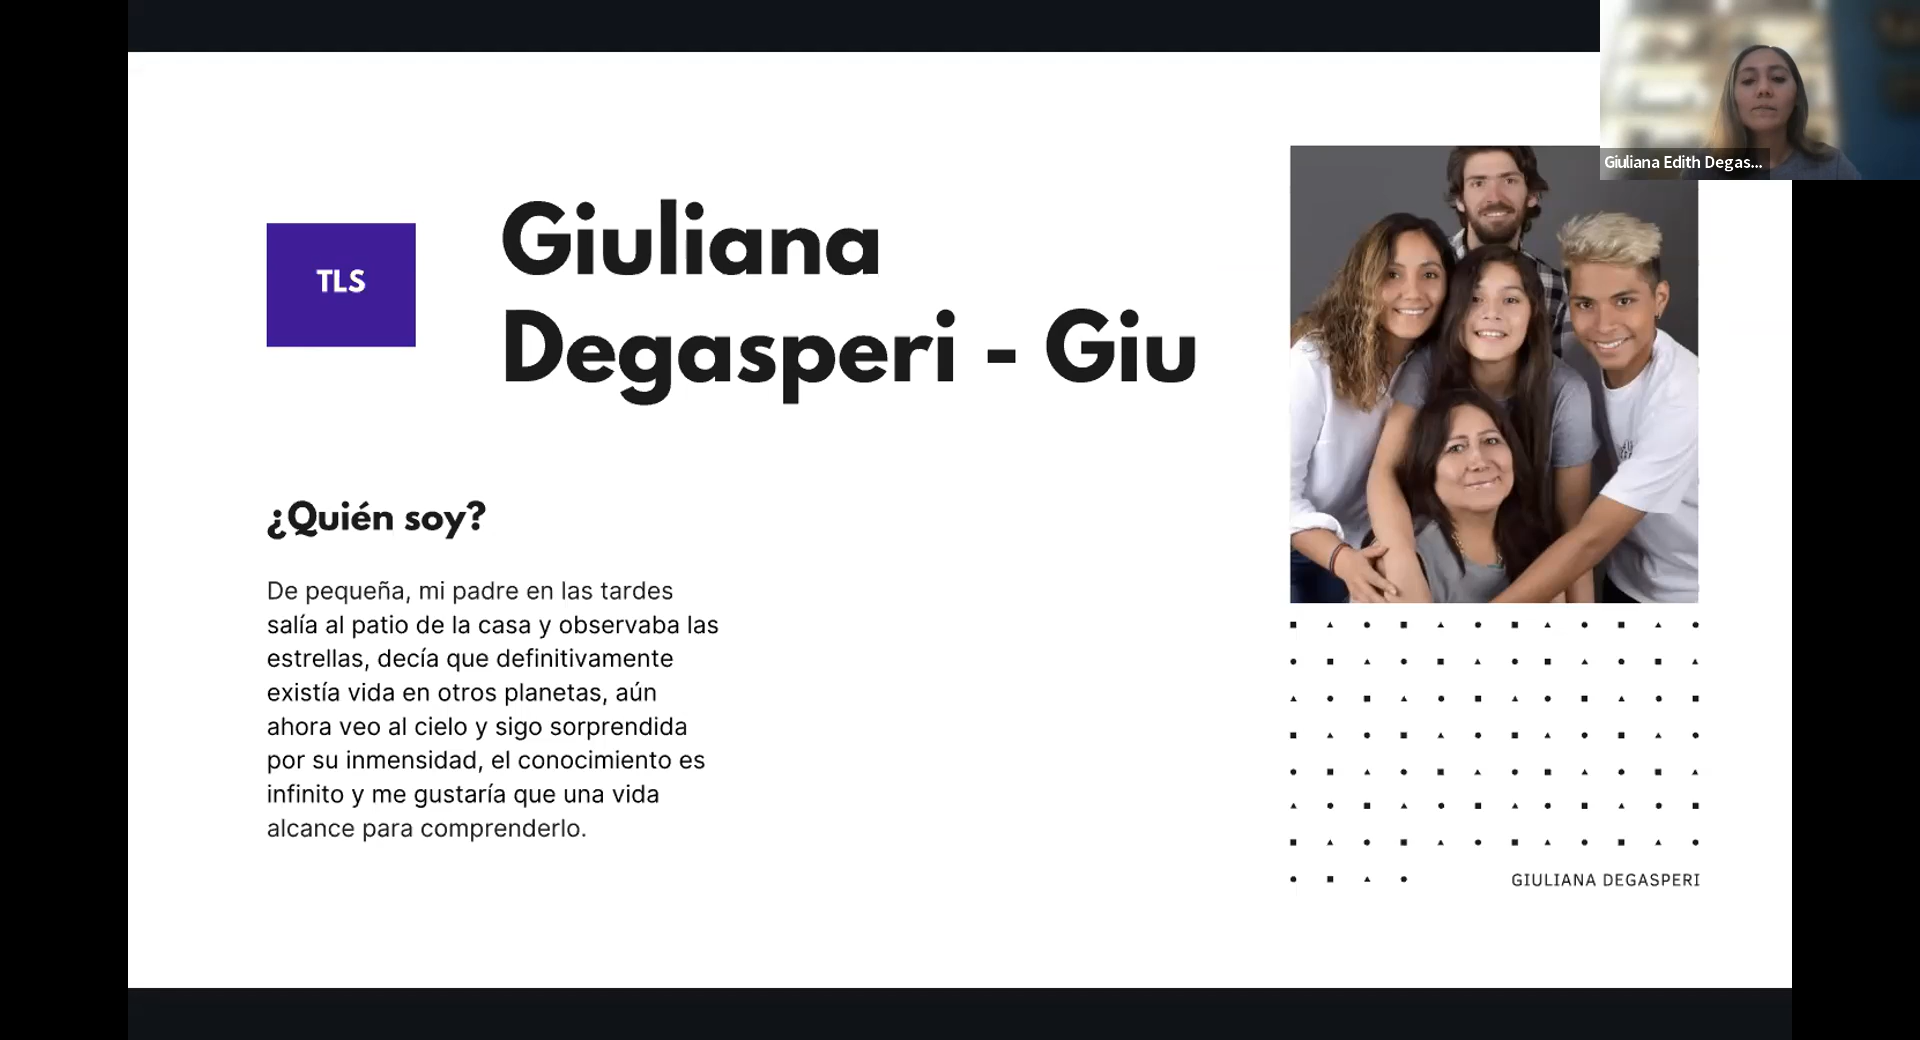 Giuliana Edith Degas...
TLS
Giuliana
Degasperi - Giu
¿Quién soy?
De pequeña, mi padre en las tardes
salía al patio de la casa y observaba las
estrellas, decía que definitivamente
existía vida en otros planetas, aún
ahora veo al cielo y sigo sorprendida
por su inmensidad, el conocimiento es
infinito y me gustaría que una vida
alcance para comprenderlo.
GIULIANA DEGASPERI